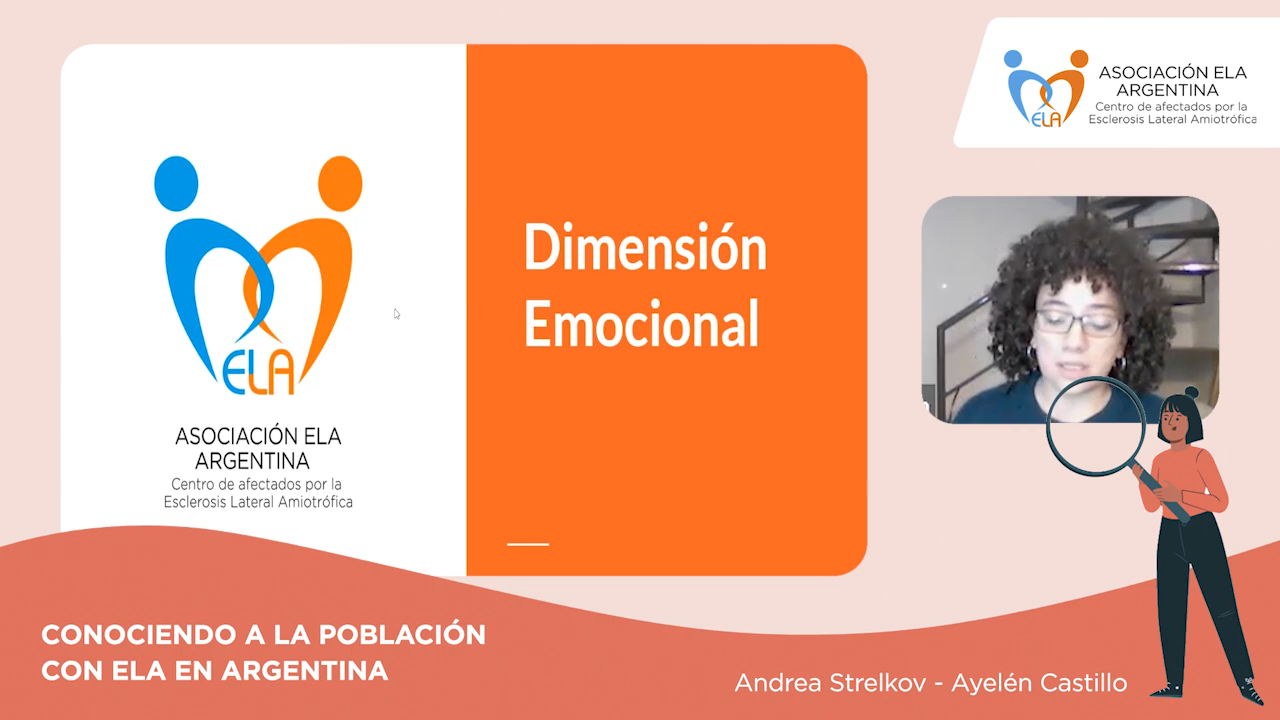 ELA
ASOCIACIÓN ELA
ARGENTINA
Centro de afectados por la
Esclerosis Lateral Amiotrófica
Dimensión
Emocional
ELA
ASOCIACIÓN ELA
ARGENTINA
Centro de afectados por la
Esclerosis Lateral Amiotrófica
CONOCIENDO A LA POBLACIÓN
CON ELA EN ARGENTINA
Andrea Strelkov - Ayelén Castillo